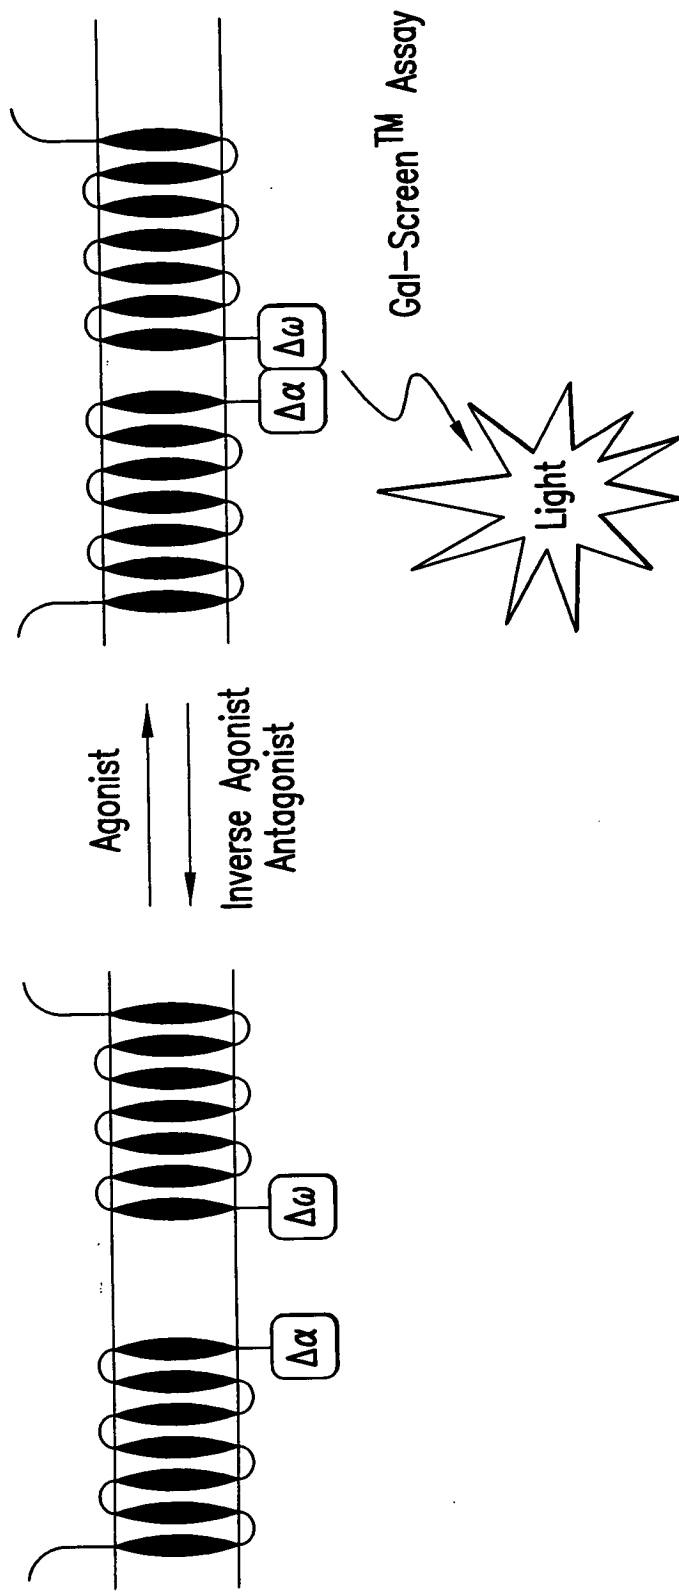 Δα
Δω
Agonist
Inverse Agonist
Antagonist
Δα
Δω
Gal-Screen™ Assay
Light